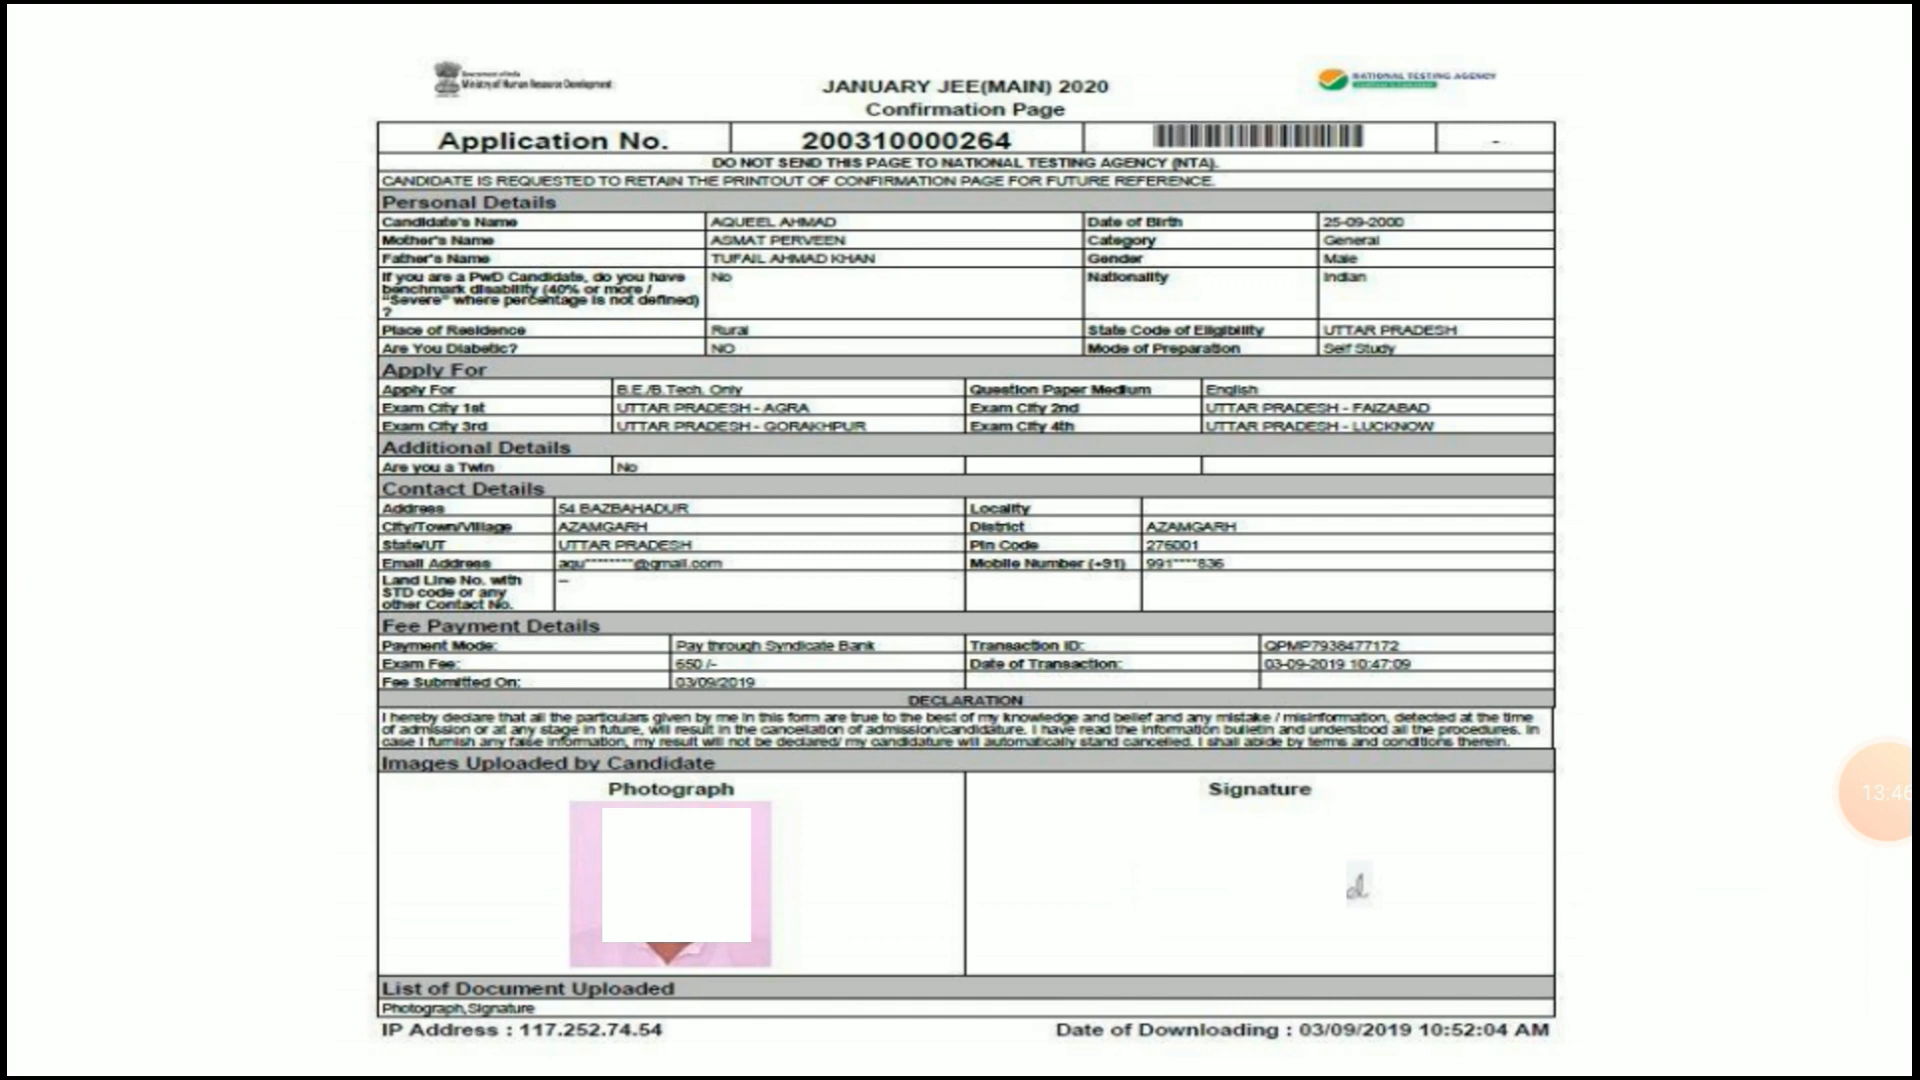 Government of India
Ministry of Human Resource Development
NATIONAL TESTING AGENCY
JANUARY JEE(MAIN) 2020
Confirmation Page
Application No. 200310000264 -
DO NOT SEND THIS PAGE TO NATIONAL TESTING AGENCY (NTA).
CANDIDATE IS REQUESTED TO RETAIN THE PRINTOUT OF CONFIRMATION PAGE FOR FUTURE REFERENCE.
Personal Details
Candidate's Name AQUEEL AHMAD Date of Birth 25-09-2000
Mother's Name ASMAT PERVEEN Category General
Father's Name TUFAIL AHMAD KHAN Gender Male
If you are a PwD Candidate, do you have No Nationality Indian
benchmark disability (40% or more /
"Severe" where percentage is not defined)
?
Place of Residence Rural State Code of Eligibility UTTAR PRADESH
Are You Diabetic? NO Mode of Preparation Self Study
Apply For
Apply For B.E./B.Tech. Only Question Paper Medium English
Exam City 1st UTTAR PRADESH - AGRA Exam City 2nd UTTAR PRADESH - FAIZABAD
Exam City 3rd UTTAR PRADESH - GORAKHPUR Exam City 4th UTTAR PRADESH - LUCKNOW
Additional Details
Are you a Twin No
Contact Details
Address 54 BAZBAHADUR Locality
City/Town/Village AZAMGARH District AZAMGARH
State/UT UTTAR PRADESH Pin Code 276001
Email Address aqu********@gmail.com Mobile Number (+91) 991****836
Land Line No. with --
STD code or any
other Contact No.
Fee Payment Details
Payment Mode: Pay through Syndicate Bank Transaction ID: QPMP7938477172
Exam Fee: 650 /- Date of Transaction: 03-09-2019 10:47:09
Fee Submitted On: 03/09/2019
DECLARATION
I hereby declare that all the particulars given by me in this form are true to the best of my knowledge and belief and any mistake / misinformation, detected at the time
of admission or at any stage in future, will result in the cancellation of admission/candidature. I have read the information bulletin and understood all the procedures. In
case I furnish any false information, my result will not be declared/ my candidature will automatically stand cancelled. I shall abide by terms and conditions therein.
Images Uploaded by Candidate
Photograph Signature
List of Document Uploaded
Photograph,Signature
IP Address : 117.252.74.54 Date of Downloading : 03/09/2019 10:52:04 AM
13:46